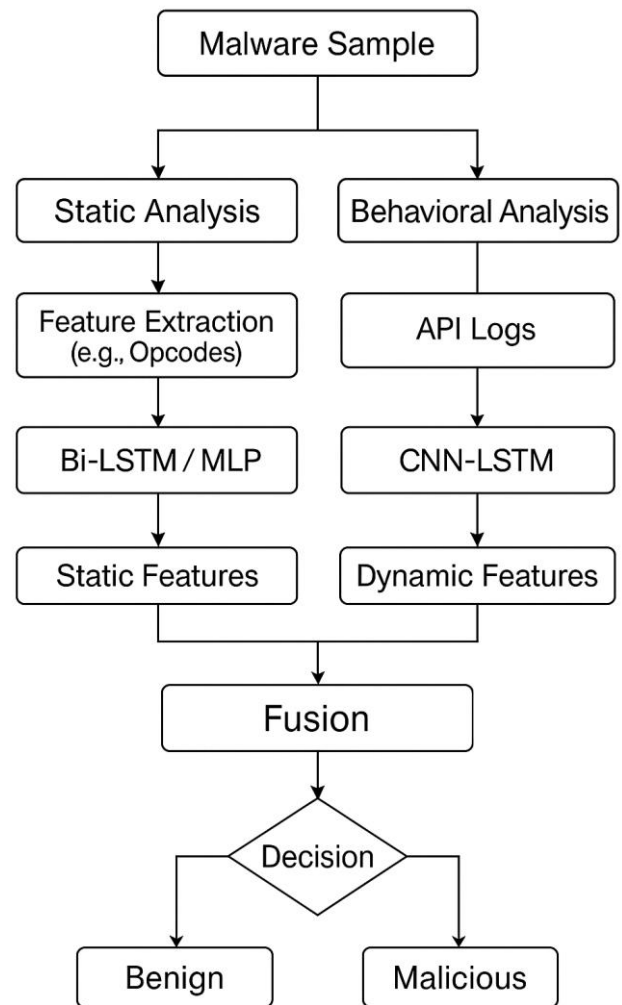 Malware Sample
Static Analysis
Behavioral Analysis
Feature Extraction
(e.g., Opcodes)
API Logs
Bi-LSTM / MLP
CNN-LSTM
Static Features
Dynamic Features
Fusion
Decision
Benign
Malicious